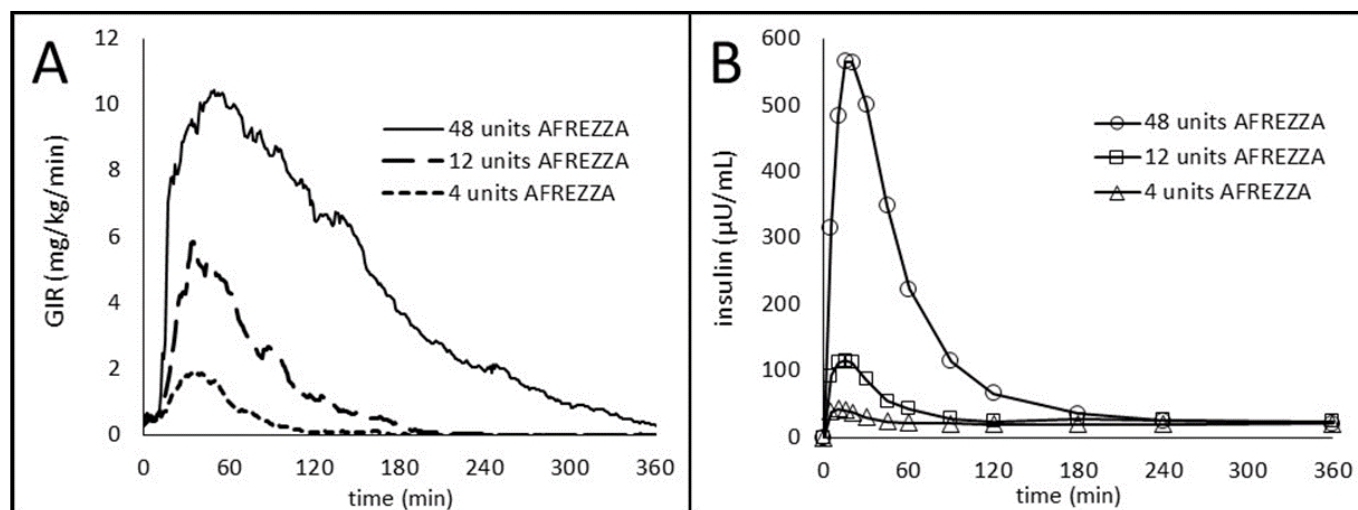 A
GIR (mg/kg/min)
12
10
8
6
4
2
0
48 units AFREZZA
12 units AFREZZA
4 units AFREZZA
0 60 120 180 240 300 360
time (min)
B
insulin (µU/mL)
600
500
400
300
200
100
0
48 units AFREZZA
12 units AFREZZA
4 units AFREZZA
0 60 120 180 240 300 360
time (min)